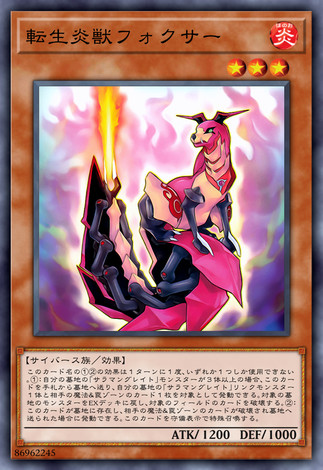 転生炎獣フォクサー
炎
【サイバース族/効果】
このカード名の①②の効果は1ターンに1度、いずれか1つしか使用できない
。①:自分の墓地の「サラマングレイト」モンスターが3体以上の場合、このカー
ドを手札から墓地へ送り、自分の墓地の「サラマングレイト」リンクモンスター
1体と相手の魔法&罠ゾーンのカード1枚を対象として発動できる。対象の墓
地のモンスターをEXデッキに戻し、対象のフィールドのカードを破壊する。②:
このカードが墓地に存在し、相手の魔法&罠ゾーンのカードが破壊され墓地へ
送られた場合に発動できる。このカードを守備表示で特殊召喚する。
ATK/1200 DEF/1000
86962245